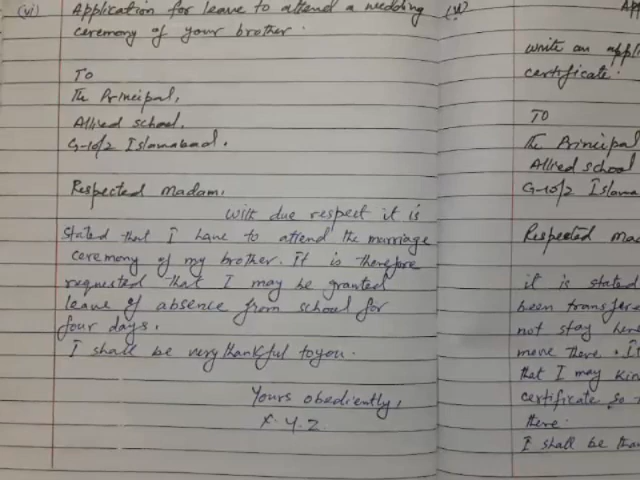 (vi) Application for leave to attend a wedding
ceremony of your brother.
To
The Principal,
Allied school,
G-10/2 Islamabad.
Respected Madam,
With due respect it is
stated that I have to attend the marriage
ceremony of my brother. It is therefore
requested that I may be granted
leave of absence from school for
four days.
I shall be very thankful to you.
Yours obediently,
X.Y.Z
write an
certificate.
To
The Principal
Allied school
G-10/2
Respected
it is stated
been
not stay here
move there. I
that I may
certificate so
there.
I shall be